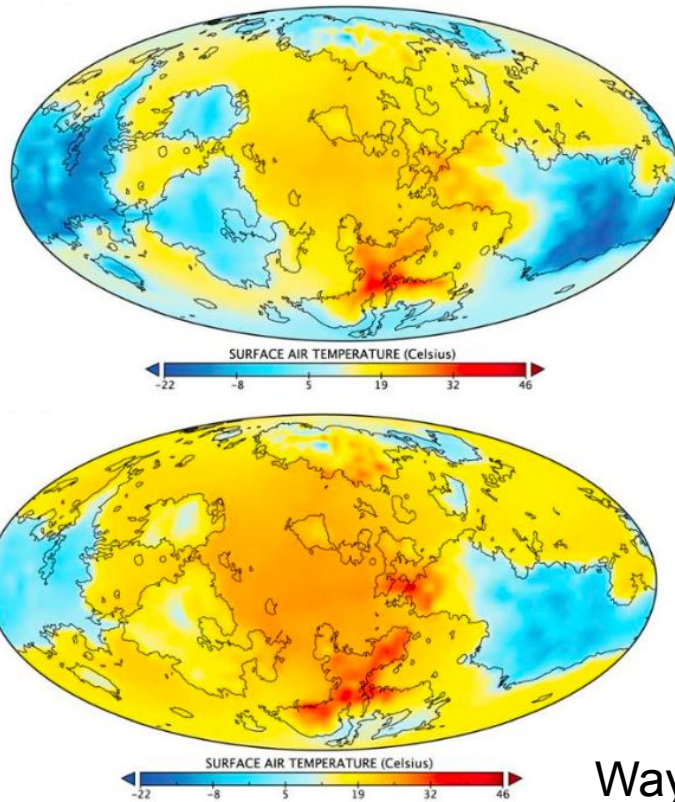 SURFACE AIR TEMPERATURE (Celsius)
-22 -8 5 19 32 46
SURFACE AIR TEMPERATURE (Celsius)
-22 -8 5 19 32 46
Way